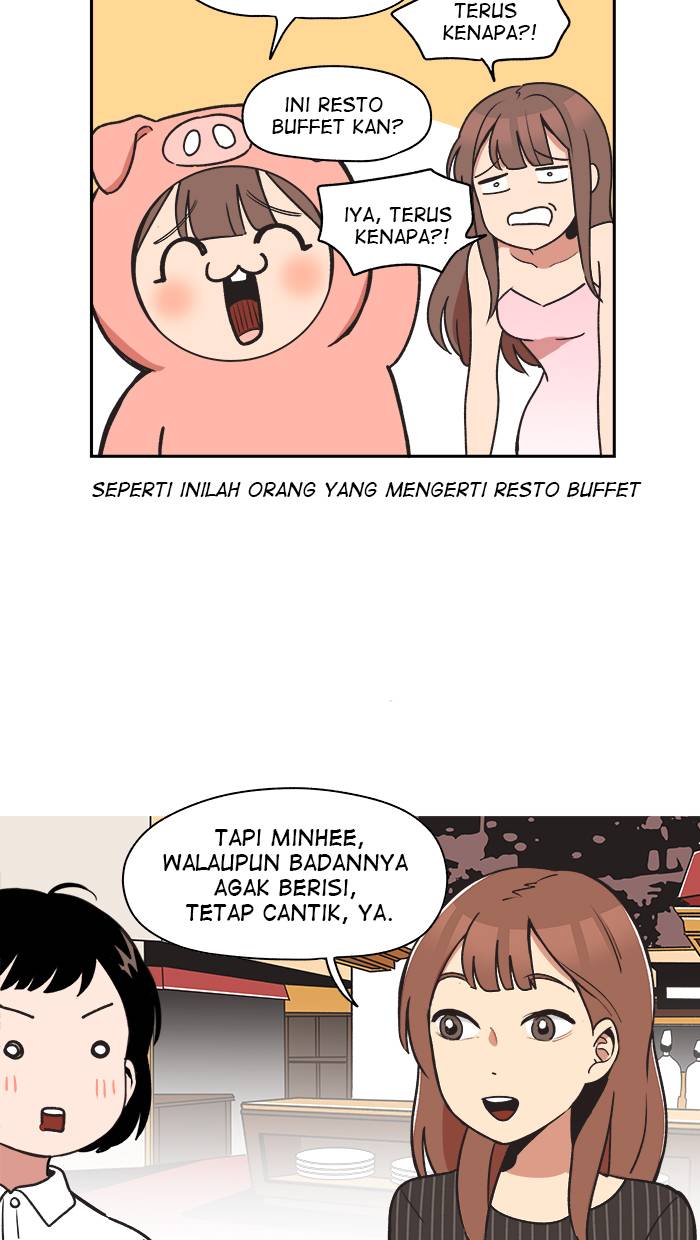 TERUS
KENAPA?!
INI RESTO
BUFFET KAN?
IYA, TERUS
KENAPA?!
SEPERTI INILAH ORANG YANG MENGERTI RESTO BUFFET
TAPI MINHEE,
WALAUPUN BADANNYA
AGAK BERISI,
TETAP CANTIK, YA.